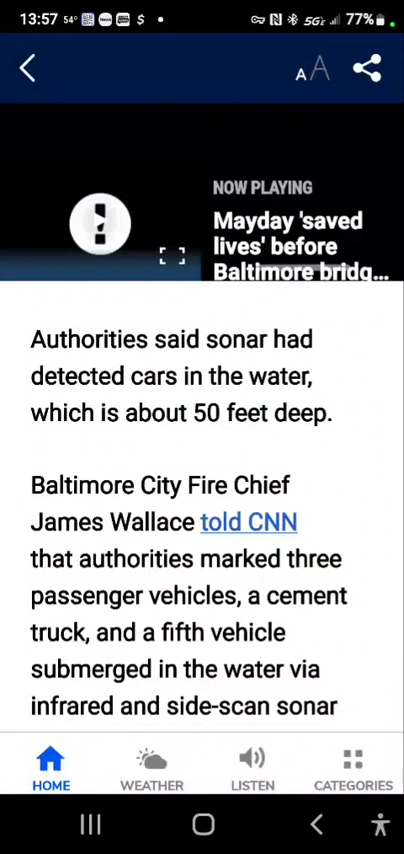 13:57 54° $ 5G 77%
A A
NOW PLAYING
Mayday 'saved
lives' before
Baltimore bridg...
Authorities said sonar had
detected cars in the water,
which is about 50 feet deep.
Baltimore City Fire Chief
James Wallace told CNN
that authorities marked three
passenger vehicles, a cement
truck, and a fifth vehicle
submerged in the water via
infrared and side-scan sonar
HOME WEATHER LISTEN CATEGORIES